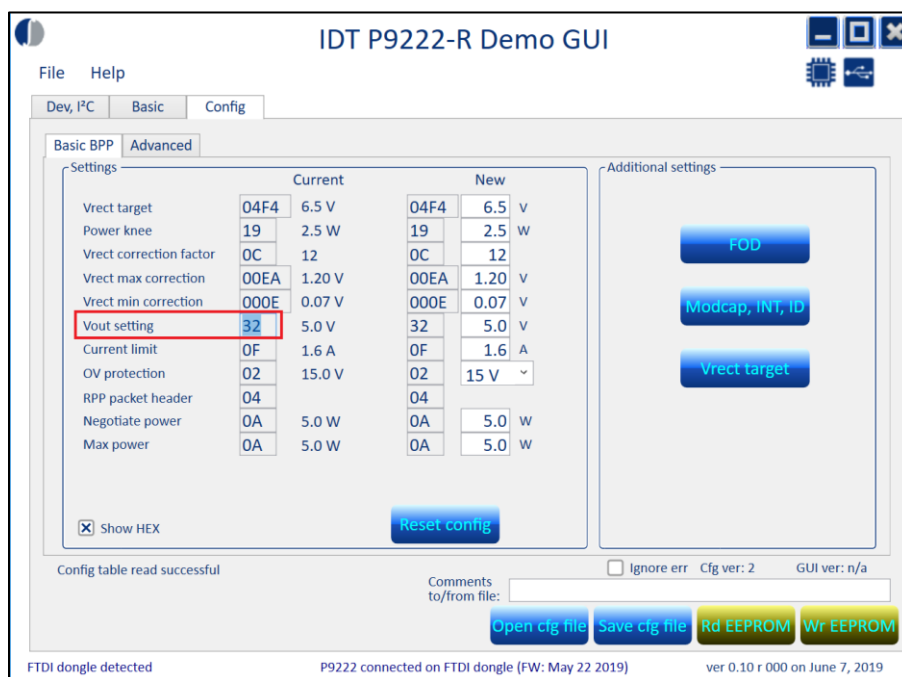 IDT P9222-R Demo GUI
File Help
Dev, I²C Basic Config
Basic BPP Advanced
Settings
Current New
Vrect target 04F4 6.5 V 04F4 6.5 V
Power knee 19 2.5 W 19 2.5 W
Vrect correction factor 0C 12 0C 12
Vrect max correction 00EA 1.20 V 00EA 1.20 V
Vrect min correction 000E 0.07 V 000E 0.07 V
Vout setting 32 5.0 V 32 5.0 V
Current limit 0F 1.6 A 0F 1.6 A
OV protection 02 15.0 V 02 15 V
RPP packet header 04 04
Negotiate power 0A 5.0 W 0A 5.0 W
Max power 0A 5.0 W 0A 5.0 W
Show HEX
Reset config
Additional settings
FOD
Modcap, INT, ID
Vrect target
Config table read successful
Ignore err Cfg ver: 2 GUI ver: n/a
Comments
to/from file:
Open cfg file Save cfg file Rd EEPROM Wr EEPROM
FTDI dongle detected P9222 connected on FTDI dongle (FW: May 22 2019) ver 0.10 r 000 on June 7, 2019